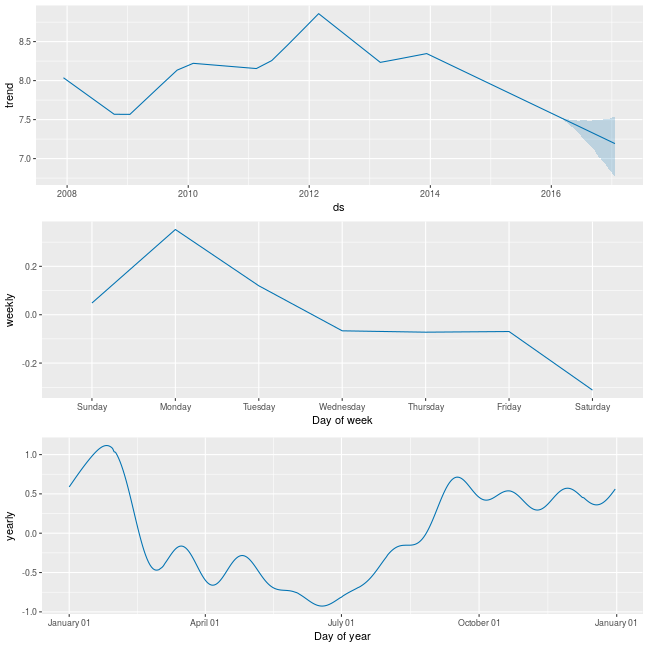 8.5
8.0
7.5
7.0
trend
2008 2010 2012 2014 2016
ds
0.2
0.0
-0.2
weekly
Sunday Monday Tuesday Wednesday Thursday Friday Saturday
Day of week
1.0
0.5
0.0
-0.5
-1.0
yearly
January 01 April 01 July 01 October 01 January 01
Day of year